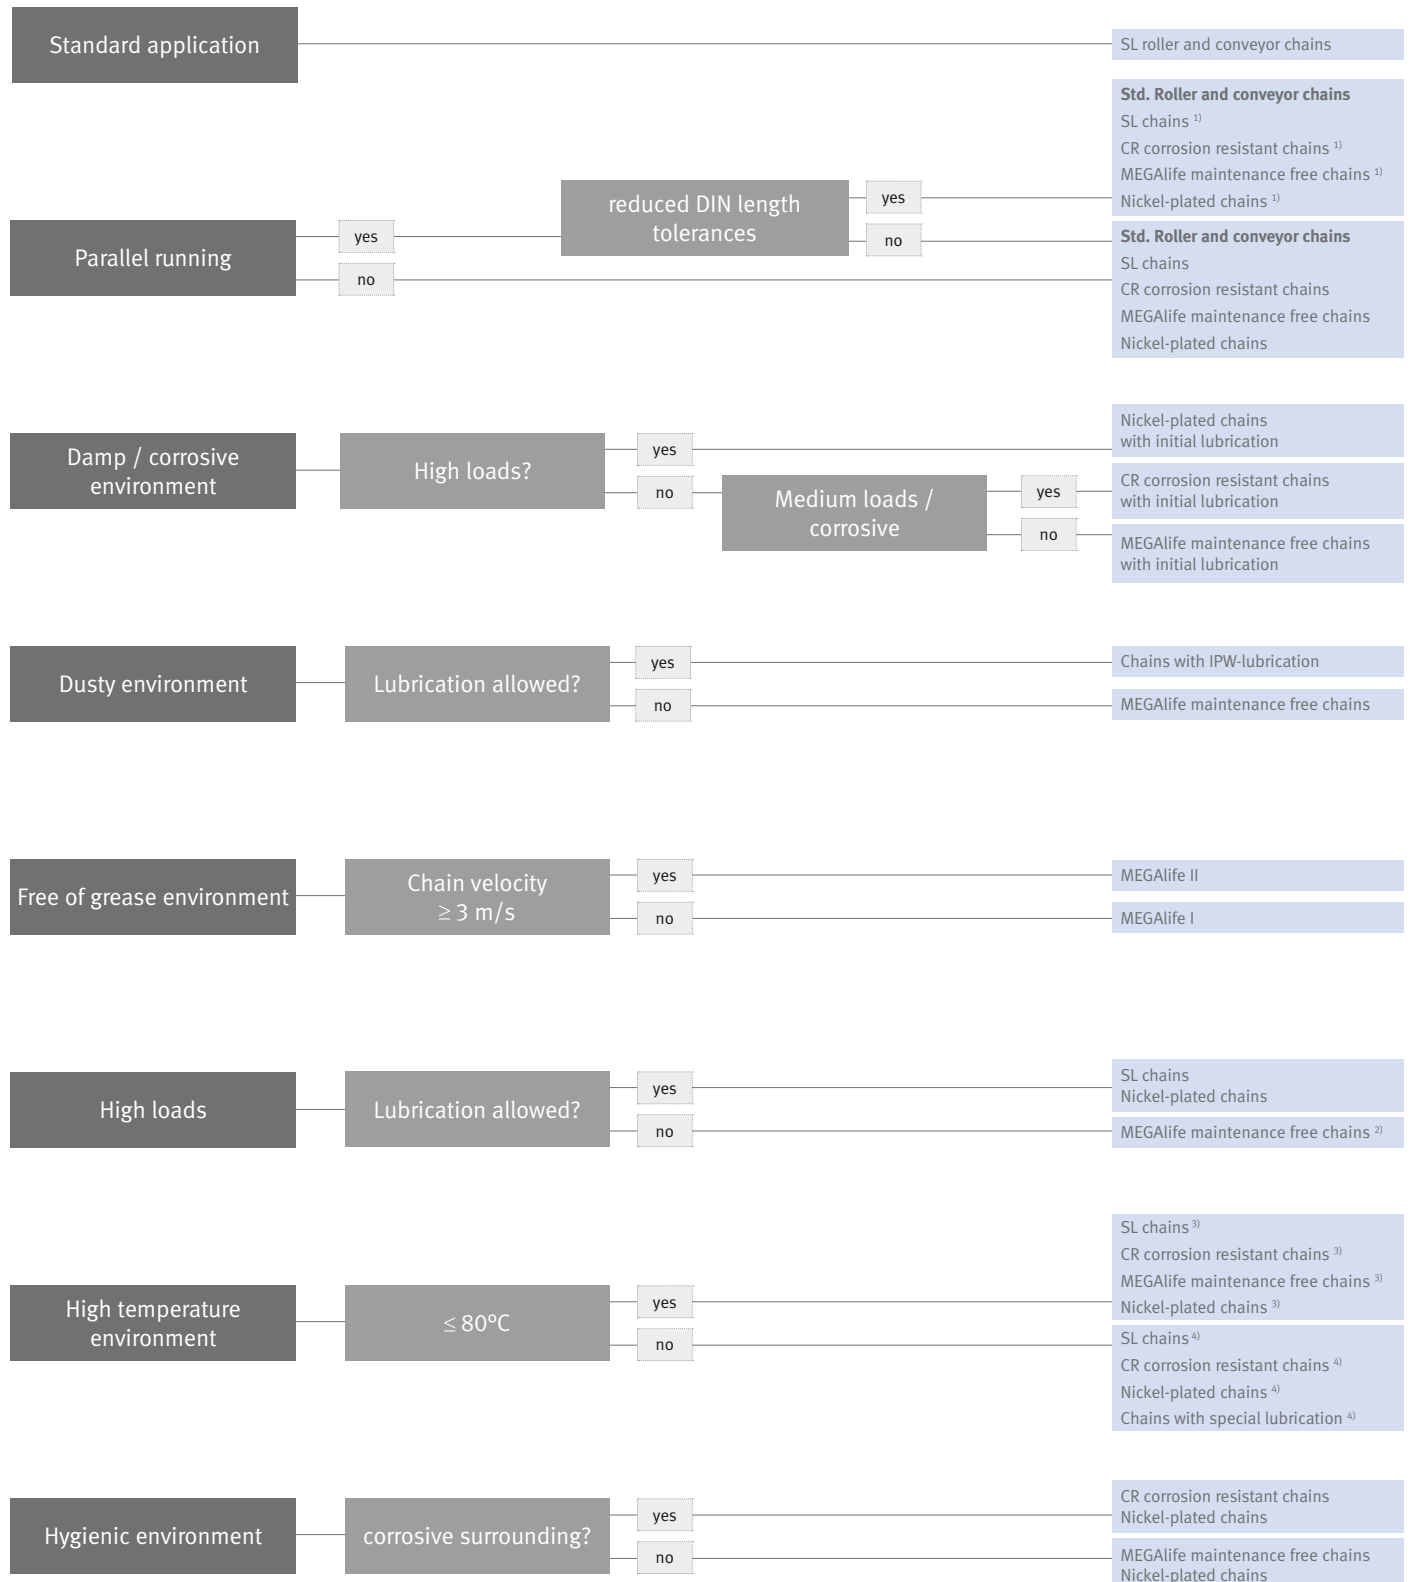 Standard application
SL roller and conveyor chains
Parallel running
yes
no
reduced DIN length
tolerances
yes
no
Std. Roller and conveyor chains
SL chains 1)
CR corrosion resistant chains 1)
MEGAlife maintenance free chains 1)
Nickel-plated chains 1)
Std. Roller and conveyor chains
SL chains
CR corrosion resistant chains
MEGAlife maintenance free chains
Nickel-plated chains
Damp / corrosive
environment
High loads?
yes
no
Medium loads /
corrosive
yes
no
Nickel-plated chains
with initial lubrication
CR corrosion resistant chains
with initial lubrication
MEGAlife maintenance free chains
with initial lubrication
Dusty environment
Lubrication allowed?
yes
no
Chains with IPW-lubrication
MEGAlife maintenance free chains
Free of grease environment
Chain velocity
≥ 3 m/s
yes
no
MEGAlife II
MEGAlife I
High loads
Lubrication allowed?
yes
no
SL chains
Nickel-plated chains
MEGAlife maintenance free chains 2)
High temperature
environment
≤ 80°C
yes
no
SL chains 3)
CR corrosion resistant chains 3)
MEGAlife maintenance free chains 3)
Nickel-plated chains 3)
SL chains 4)
CR corrosion resistant chains 4)
Nickel-plated chains 4)
Chains with special lubrication 4)
Hygienic environment
corrosive surrounding?
yes
no
CR corrosion resistant chains
Nickel-plated chains
MEGAlife maintenance free chains
Nickel-plated chains